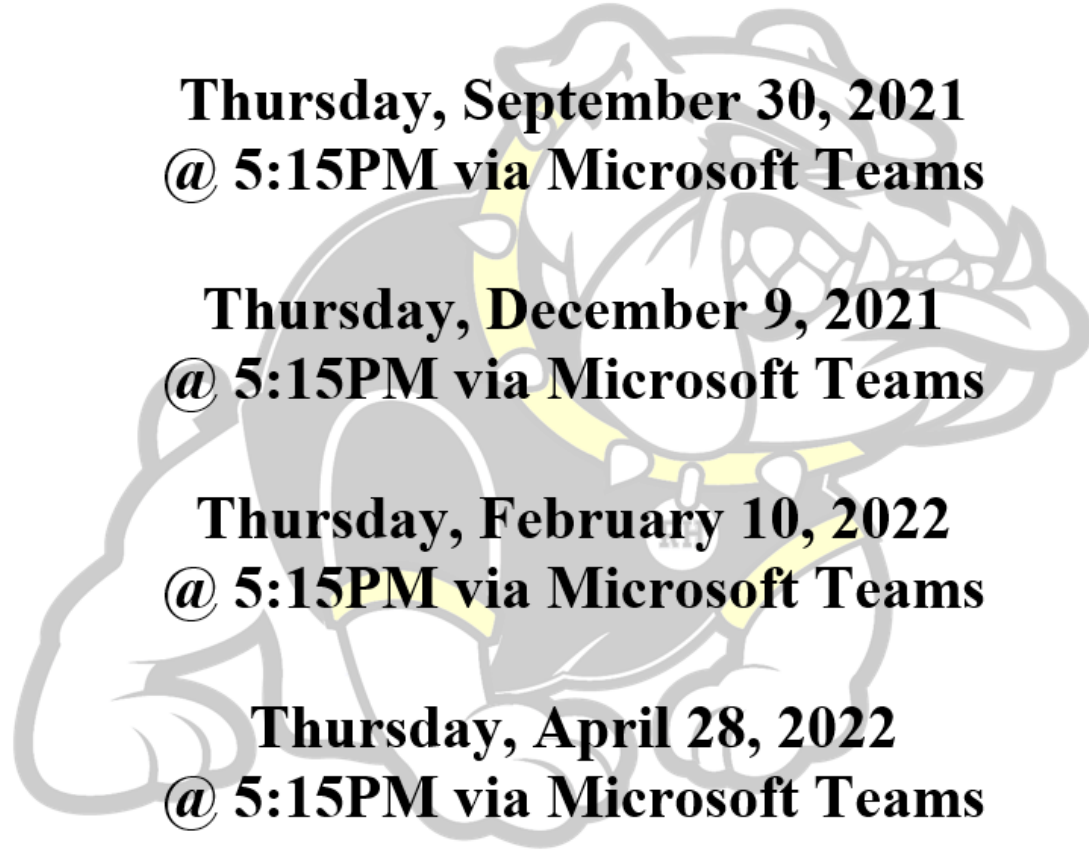 Thursday, September 30, 2021
@ 5:15PM via Microsoft Teams
Thursday, December 9, 2021
@ 5:15PM via Microsoft Teams
Thursday, February 10, 2022
@ 5:15PM via Microsoft Teams
Thursday, April 28, 2022
@ 5:15PM via Microsoft Teams